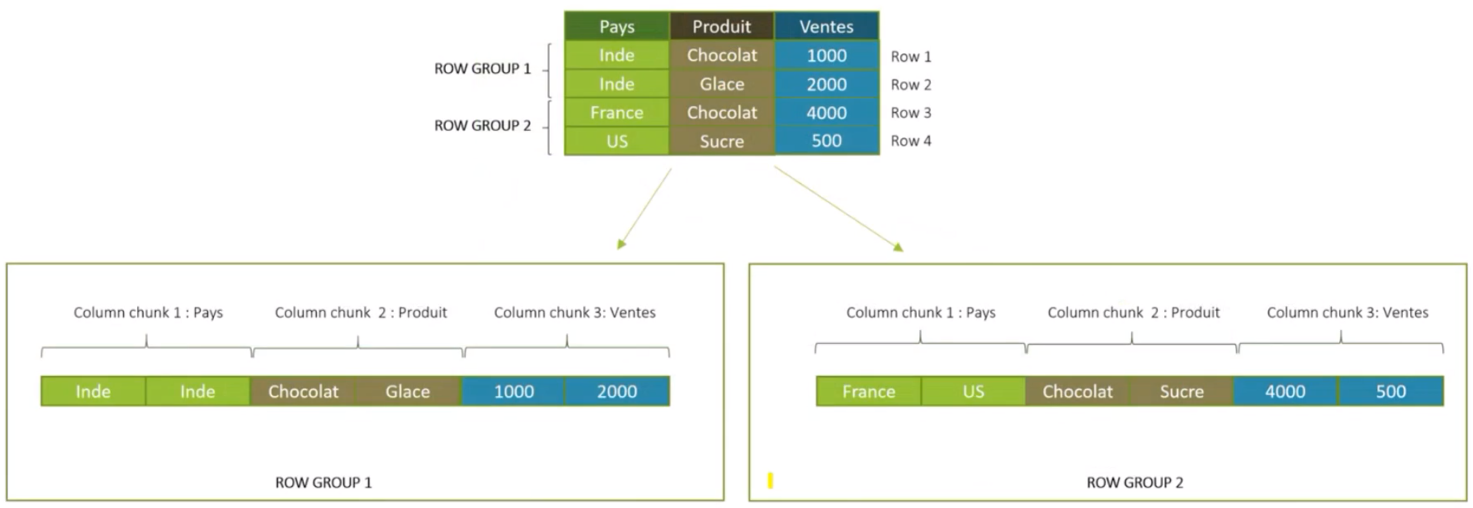 Pays Produit Ventes
Inde Chocolat 1000 Row 1
ROW GROUP 1
Inde Glace 2000 Row 2
France Chocolat 4000 Row 3
ROW GROUP 2
US Sucre 500 Row 4
Column chunk 1 : Pays Column chunk 2 : Produit Column chunk 3: Ventes
Inde Inde Chocolat Glace 1000 2000
ROW GROUP 1
Column chunk 1 : Pays Column chunk 2 : Produit Column chunk 3: Ventes
France US Chocolat Sucre 4000 500
ROW GROUP 2